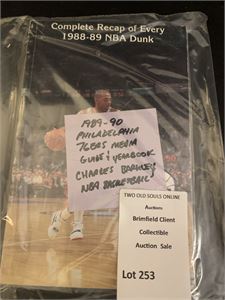 Complete Recap of Every
1988-89 NBA Dunk
1989-90
PHILADELPHIA
76ERS MEDIA
GUIDE & YEARBOOK
CHARLES BARKLEY
NBA BASKETBALL
TWO OLD SOULS ONLINE
Auctions
Brimfield Client
Collectible
Auction Sale
Lot 253